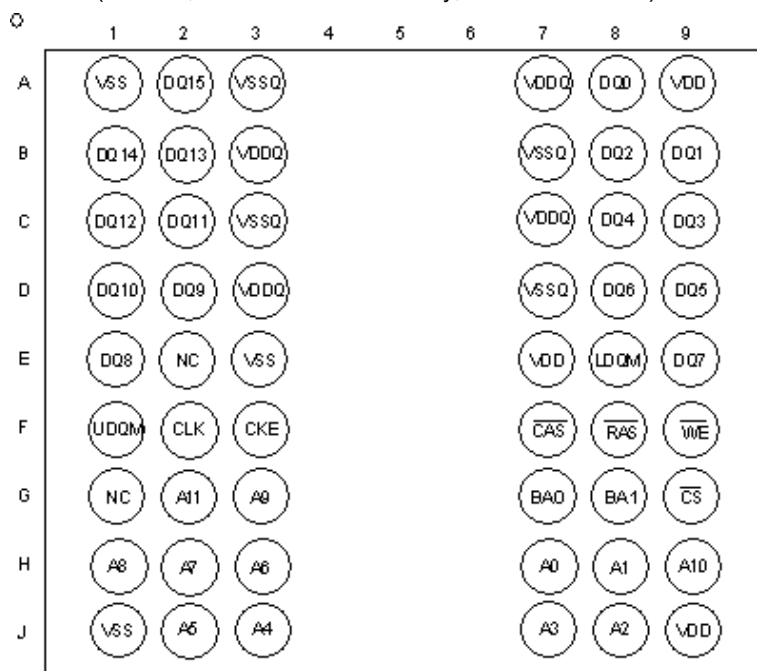 1 2 3 4 5 6 7 8 9
A VSS DQ15 VSSQ VDDQ DQ0 VDD
B DQ14 DQ13 VDDQ VSSQ DQ2 DQ1
C DQ12 DQ11 VSSQ VDDQ DQ4 DQ3
D DQ10 DQ9 VDDQ VSSQ DQ6 DQ5
E DQ8 NC VSS VDD LDQM DQ7
F UDQM CLK CKE CAS RAS WE
G NC A11 A9 BA0 BA1 CS
H A8 A7 A6 A0 A1 A10
J VSS A5 A4 A3 A2 VDD